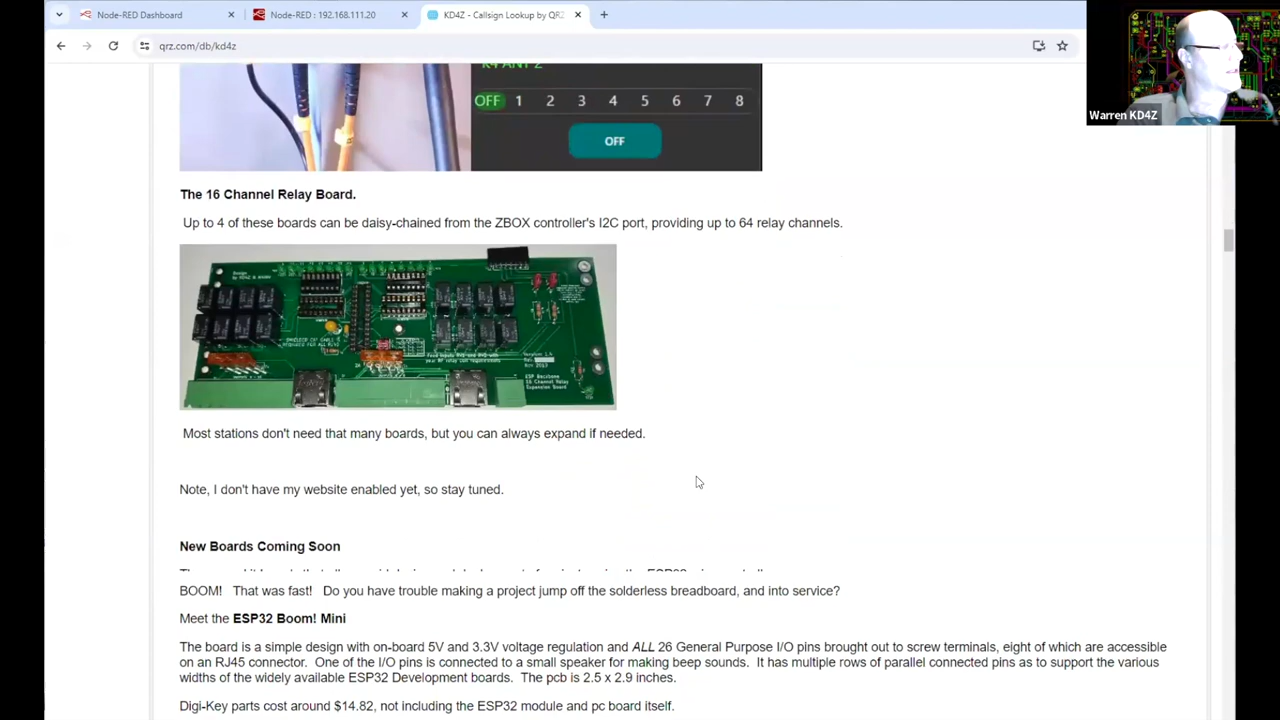 Node-RED Dashboard
Node-RED : 192.168.111.20
KD4Z - Callsign Lookup by QRZ
qrz.com/db/kd4z
Warren KD4Z
K4 ANT 2
OFF 1 2 3 4 5 6 7 8
OFF
The 16 Channel Relay Board.
Up to 4 of these boards can be daisy-chained from the ZBOX controller's I2C port, providing up to 64 relay channels.
Most stations don't need that many boards, but you can always expand if needed.
Note, I don't have my website enabled yet, so stay tuned.
New Boards Coming Soon
BOOM! That was fast! Do you have trouble making a project jump off the solderless breadboard, and into service?
Meet the ESP32 Boom! Mini
The board is a simple design with on-board 5V and 3.3V voltage regulation and ALL 26 General Purpose I/O pins brought out to screw terminals, eight of which are accessible
on an RJ45 connector. One of the I/O pins is connected to a small speaker for making beep sounds. It has multiple rows of parallel connected pins as to support the various
widths of the widely available ESP32 Development boards. The pcb is 2.5 x 2.9 inches.
Digi-Key parts cost around $14.82, not including the ESP32 module and pc board itself.